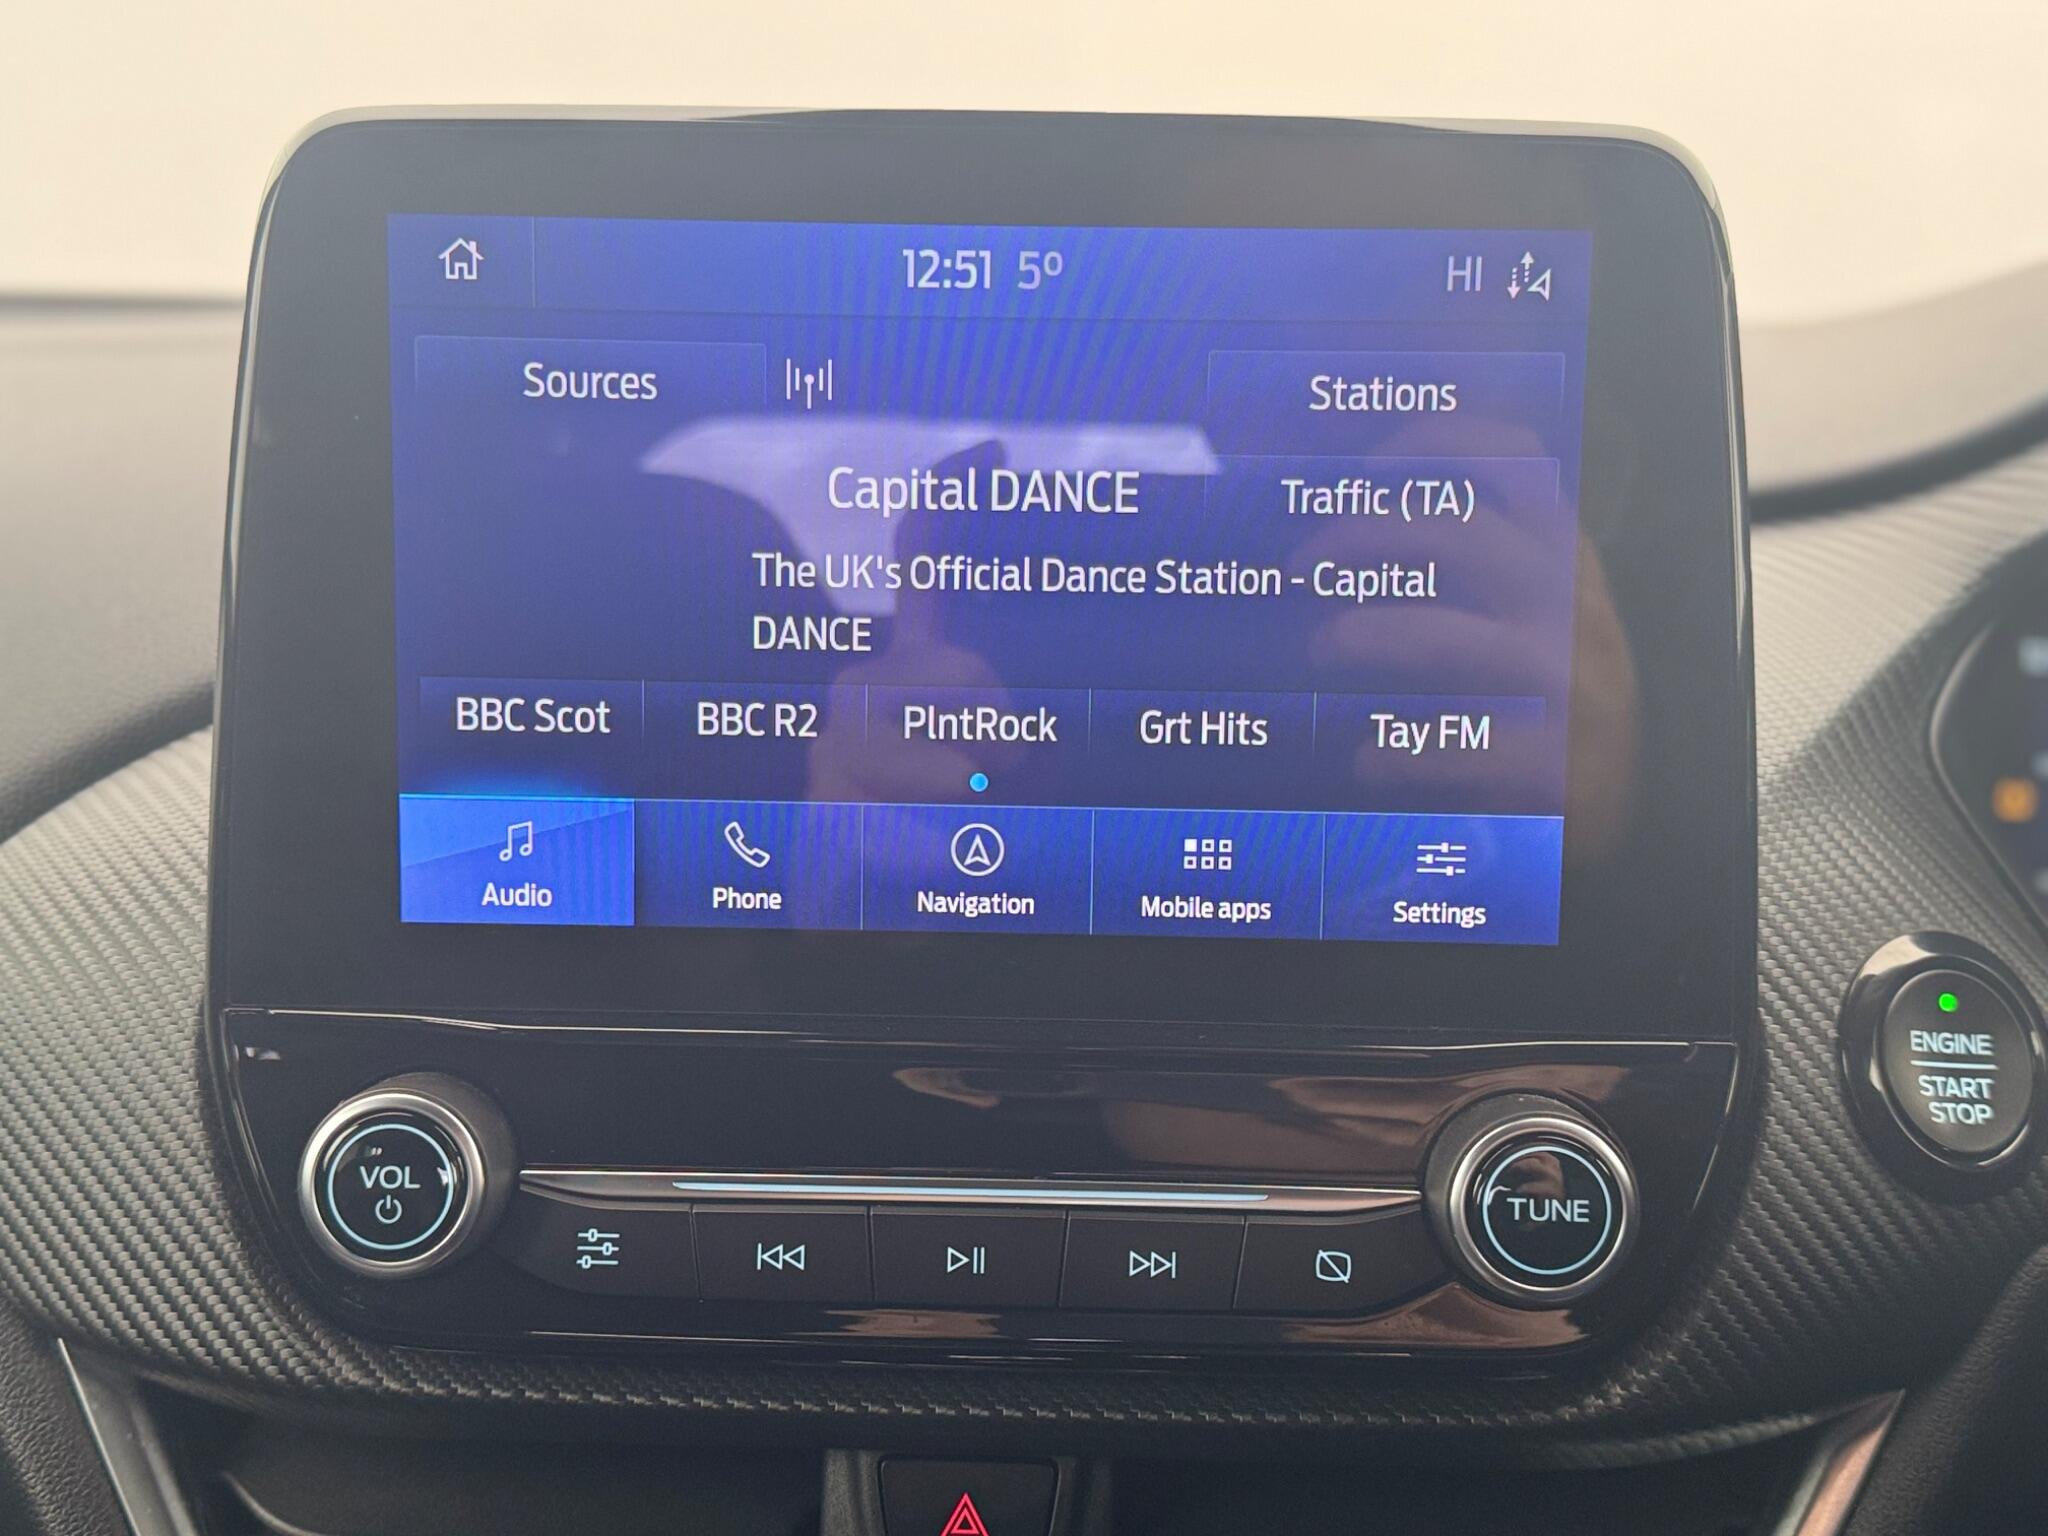 12:51 5º HI
Sources
Stations
Capital DANCE
Traffic (TA)
The UK's Official Dance Station - Capital
DANCE
BBC Scot BBC R2 PlntRock Grt Hits Tay FM
Audio Phone Navigation Mobile apps Settings
ENGINE
START
STOP
VOL
TUNE